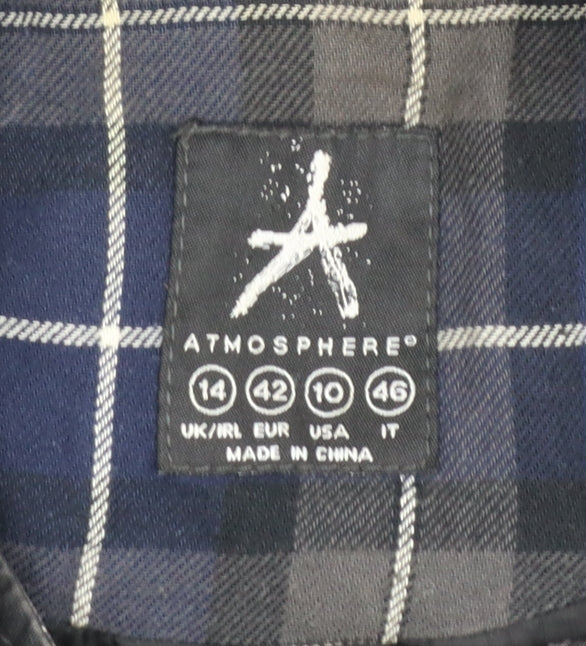 A
ATMOSPHERE®
14 42 10 46
UK/IRL EUR USA IT
MADE IN CHINA